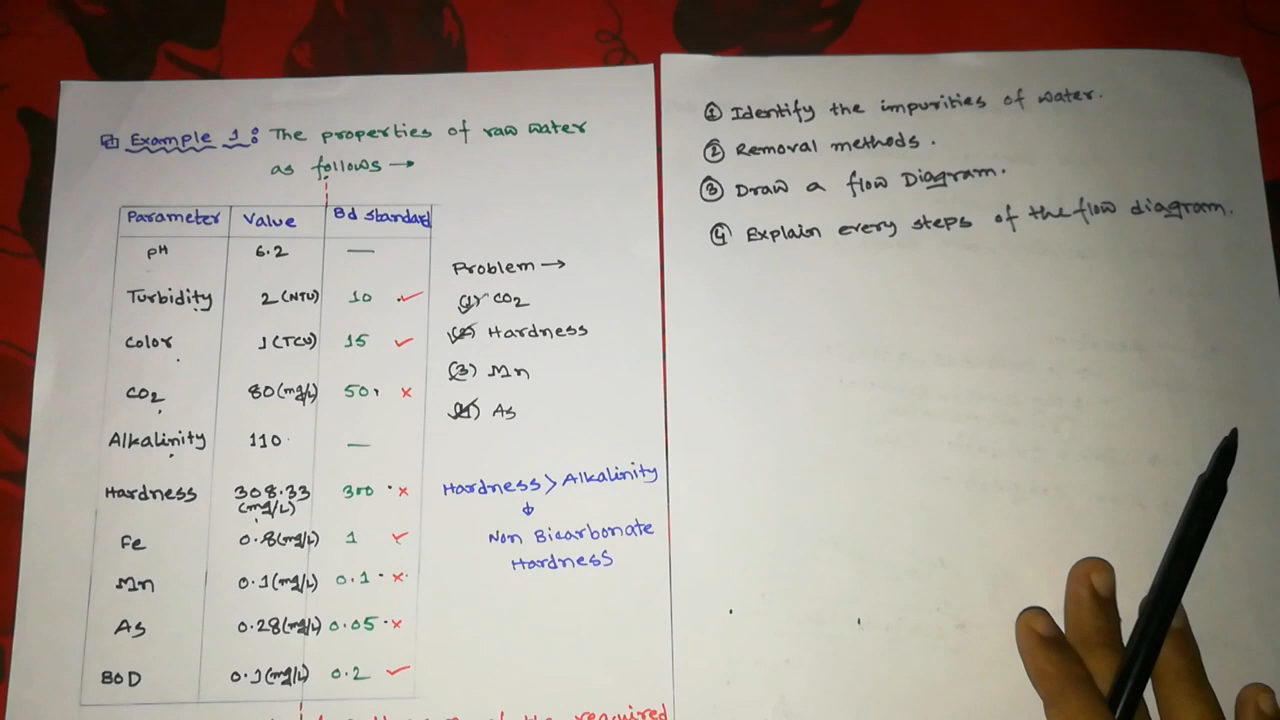 Example 1: The properties of raw water
as follows →
Parameter Value Bd standard
pH 6.2 —
Turbidity 2 (NTU) 10 ✓
Color 1 (TCU) 15 ✓
CO2 80 (mg/L) 50 ×
Alkalinity 110 —
Hardness 308.33 (mg/L) 300 ×
Fe 0.8 (mg/L) 1 ✓
Mn 0.1 (mg/L) 0.1 ×
As 0.28 (mg/L) 0.05 ×
BOD 0.1 (mg/L) 0.2 ✓
Problem →
(1) CO2
(2) Hardness
(3) Mn
(4) As
Hardness > Alkalinity
↓
Non Bicarbonate
Hardness
the required
① Identify the impurities of water.
② Removal methods.
③ Draw a flow Diagram.
④ Explain every steps of the flow diagram.